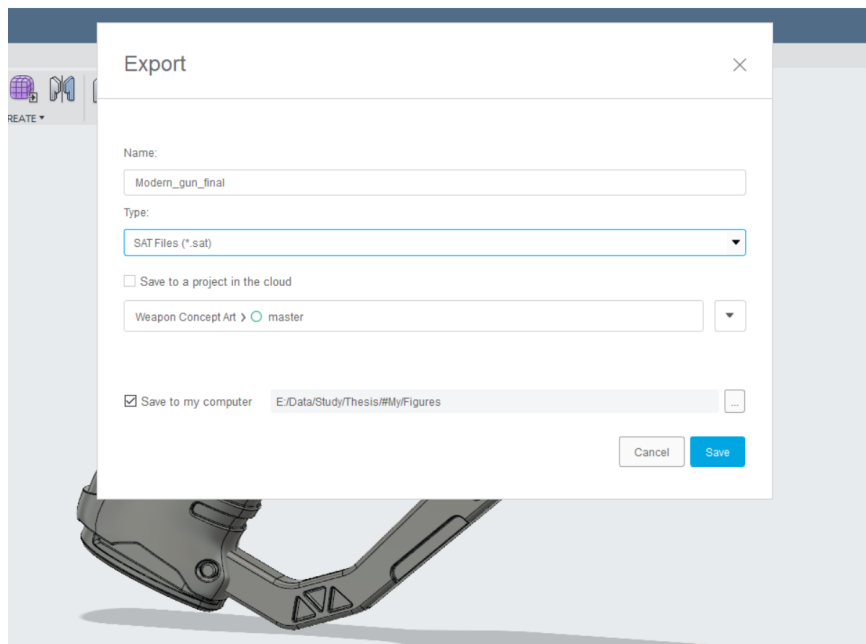 Export
REATE ▾
Name:
Modern_gun_final
Type:
SAT Files (*.sat)
Save to a project in the cloud
Weapon Concept Art > master
Save to my computer E:/Data/Study/Thesis/#My/Figures ...
Cancel Save